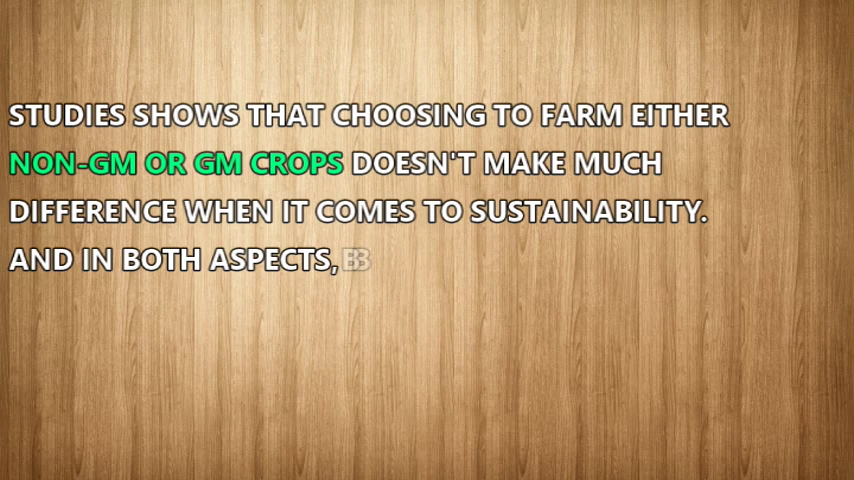 STUDIES SHOWS THAT CHOOSING TO FARM EITHER
NON-GM OR GM CROPS DOESN'T MAKE MUCH
DIFFERENCE WHEN IT COMES TO SUSTAINABILITY.
AND IN BOTH ASPECTS,